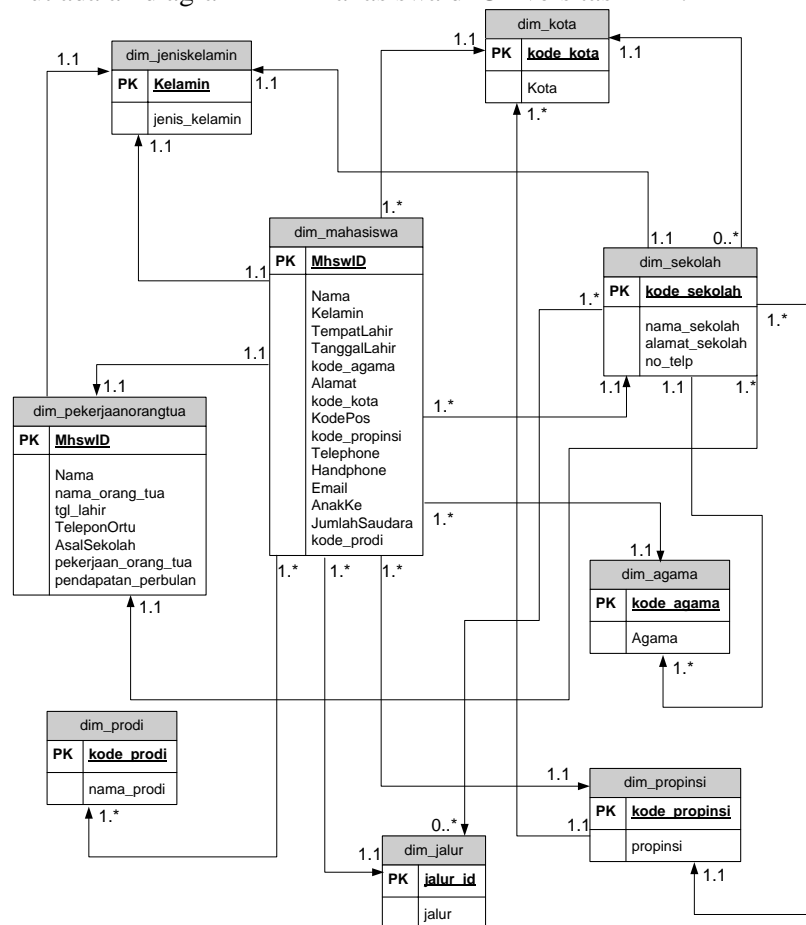 dim_kota
PK kode_kota
Kota
1.1
1.1
1.*
dim_jeniskelamin
PK Kelamin
jenis_kelamin
1.1
1.1
1.1
dim_mahasiswa
PK MhswID
Nama
Kelamin
TempatLahir
TanggalLahir
kode_agama
Alamat
kode_kota
KodePos
kode_propinsi
Telephone
Handphone
Email
AnakKe
JumlahSaudara
kode_prodi
1.*
1.1
1.1
1.*
1.*
1.*
1.*
1.*
dim_sekolah
PK kode_sekolah
nama_sekolah
alamat_sekolah
no_telp
1.1
0..*
1.*
1.*
1.1
1.1
1.*
dim_pekerjaanorangtua
PK MhswID
Nama
nama_orang_tua
tgl_lahir
TeleponOrtu
AsalSekolah
pekerjaan_orang_tua
pendapatan_perbulan
1.1
1.1
dim_agama
PK kode_agama
Agama
1.1
1.*
dim_prodi
PK kode_prodi
nama_prodi
1.*
dim_propinsi
PK kode_propinsi
propinsi
1.1
1.1
1.1
dim_jalur
PK jalur_id
jalur
0..*
1.1